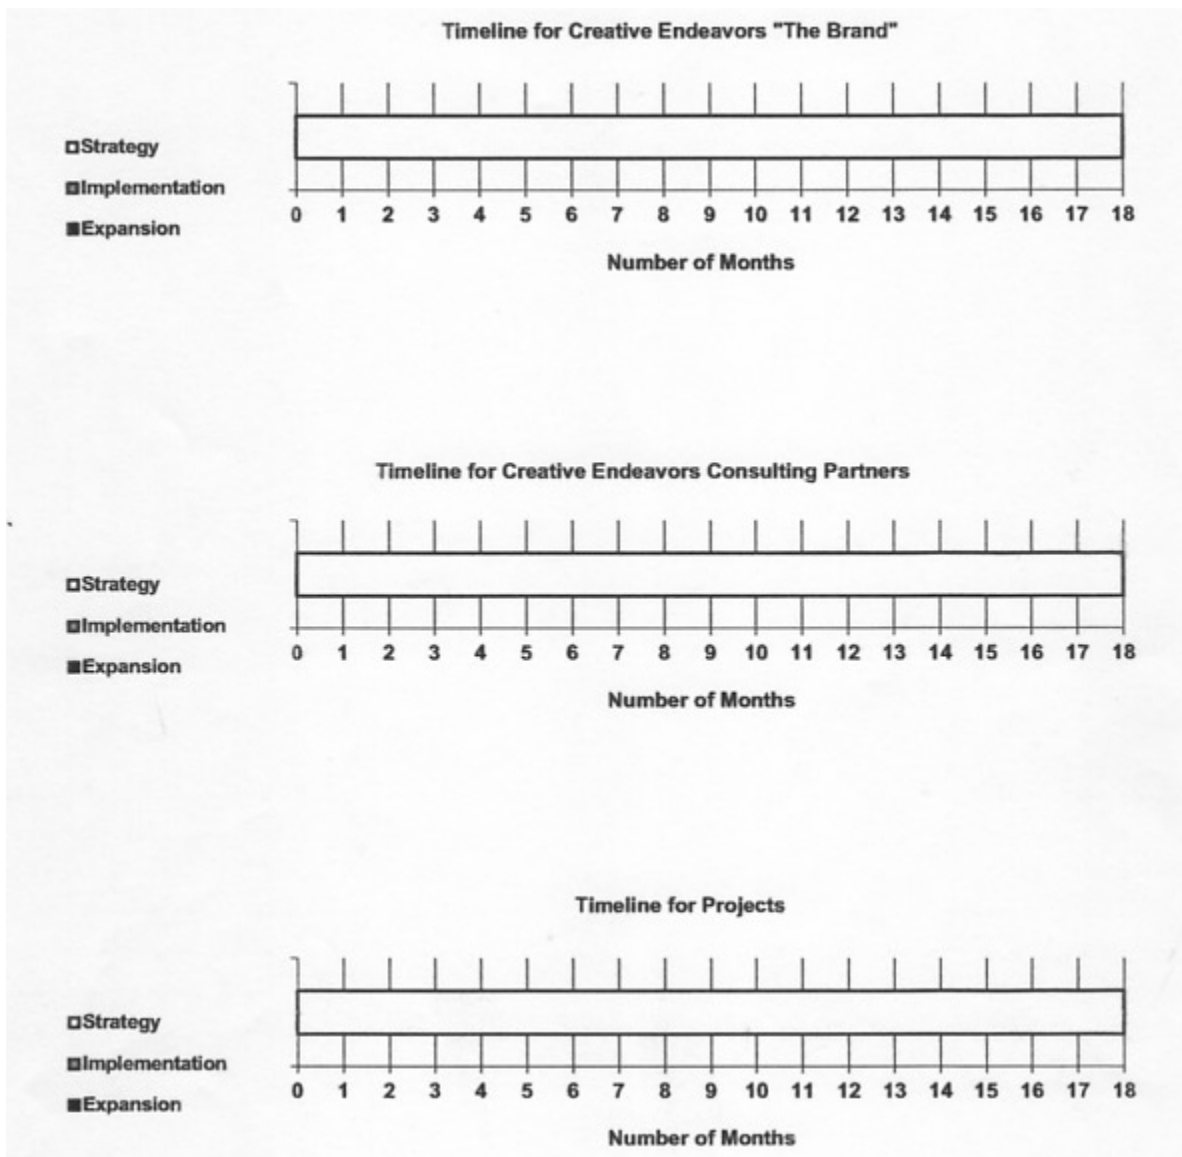 Timeline for Creative Endeavors "The Brand"
Strategy
Implementation
Expansion
0 1 2 3 4 5 6 7 8 9 10 11 12 13 14 15 16 17 18
Number of Months
Timeline for Creative Endeavors Consulting Partners
Strategy
Implementation
Expansion
0 1 2 3 4 5 6 7 8 9 10 11 12 13 14 15 16 17 18
Number of Months
Timeline for Projects
Strategy
Implementation
Expansion
0 1 2 3 4 5 6 7 8 9 10 11 12 13 14 15 16 17 18
Number of Months